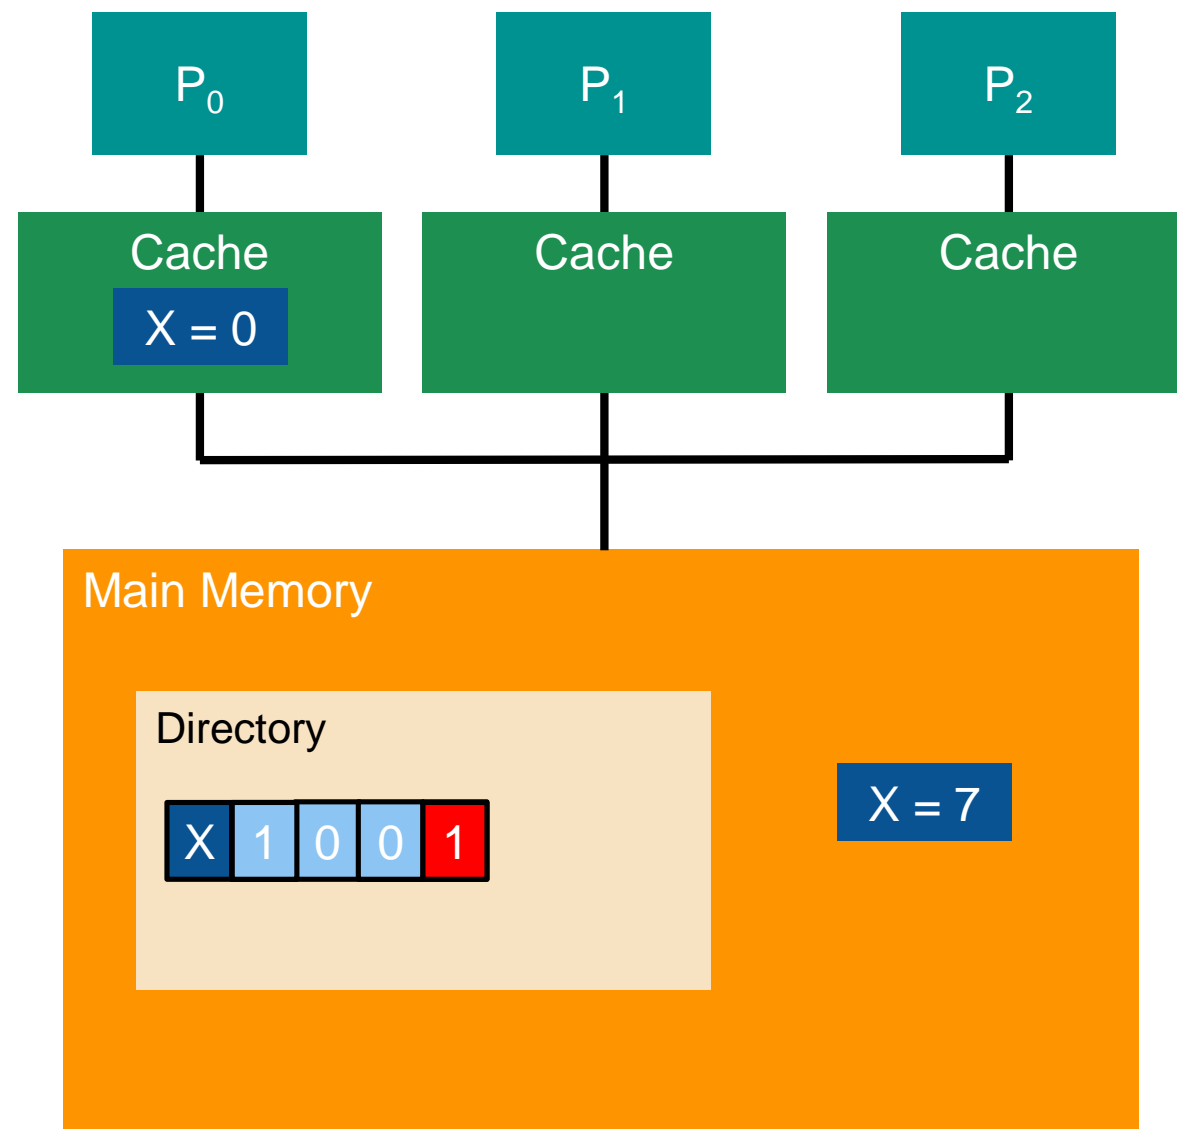 P0 P1 P2
Cache Cache Cache
X = 0
Main Memory
Directory
X = 7
X 1 0 0 1